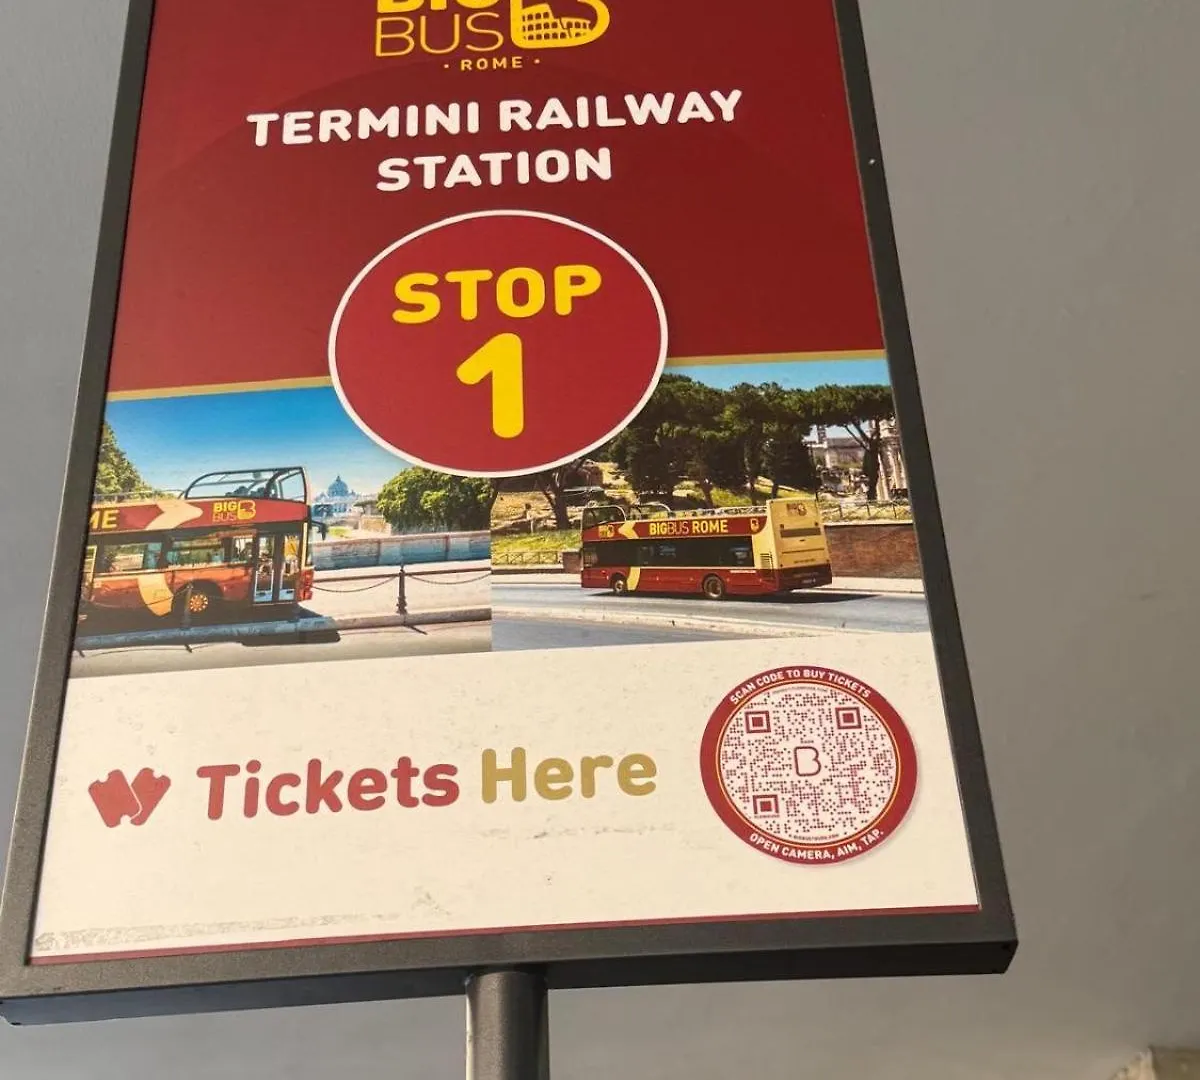 BIG
BUS
· ROME ·
TERMINI RAILWAY
STATION
STOP
1
ME
BIG
BUS
BIGBUS ROME
Tickets Here
SCAN CODE TO BUY TICKETS
OPEN CAMERA, AIM, TAP.